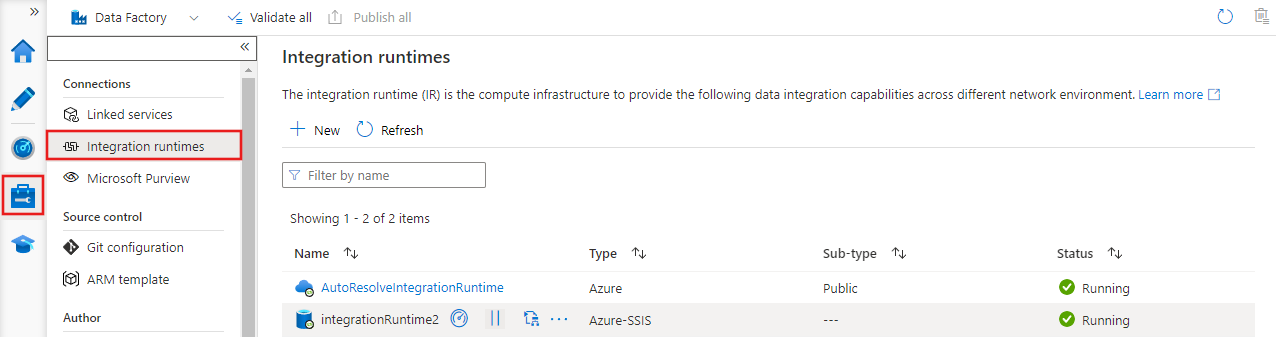 Data Factory
Validate all
Publish all
Connections
Linked services
Integration runtimes
Microsoft Purview
Source control
Git configuration
ARM template
Author
Integration runtimes
The integration runtime (IR) is the compute infrastructure to provide the following data integration capabilities across different network environment. Learn more
New
Refresh
Filter by name
Showing 1 - 2 of 2 items
Name Type Sub-type Status
AutoResolveIntegrationRuntime Azure Public Running
integrationRuntime2 Azure-SSIS --- Running